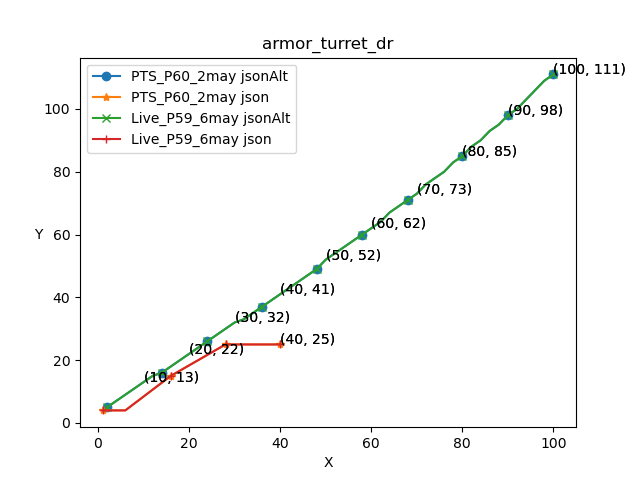 armor_turret_dr
PTS_P60_2may jsonAlt
PTS_P60_2may json
Live_P59_6may jsonAlt
Live_P59_6may json
(100, 111)
(90, 98)
(80, 85)
(70, 73)
(60, 62)
(50, 52)
(40, 41)
(30, 32)
(40, 25)
(20, 22)
(10, 13)
Y
100
80
60
40
20
0
0 20 40 60 80 100
X